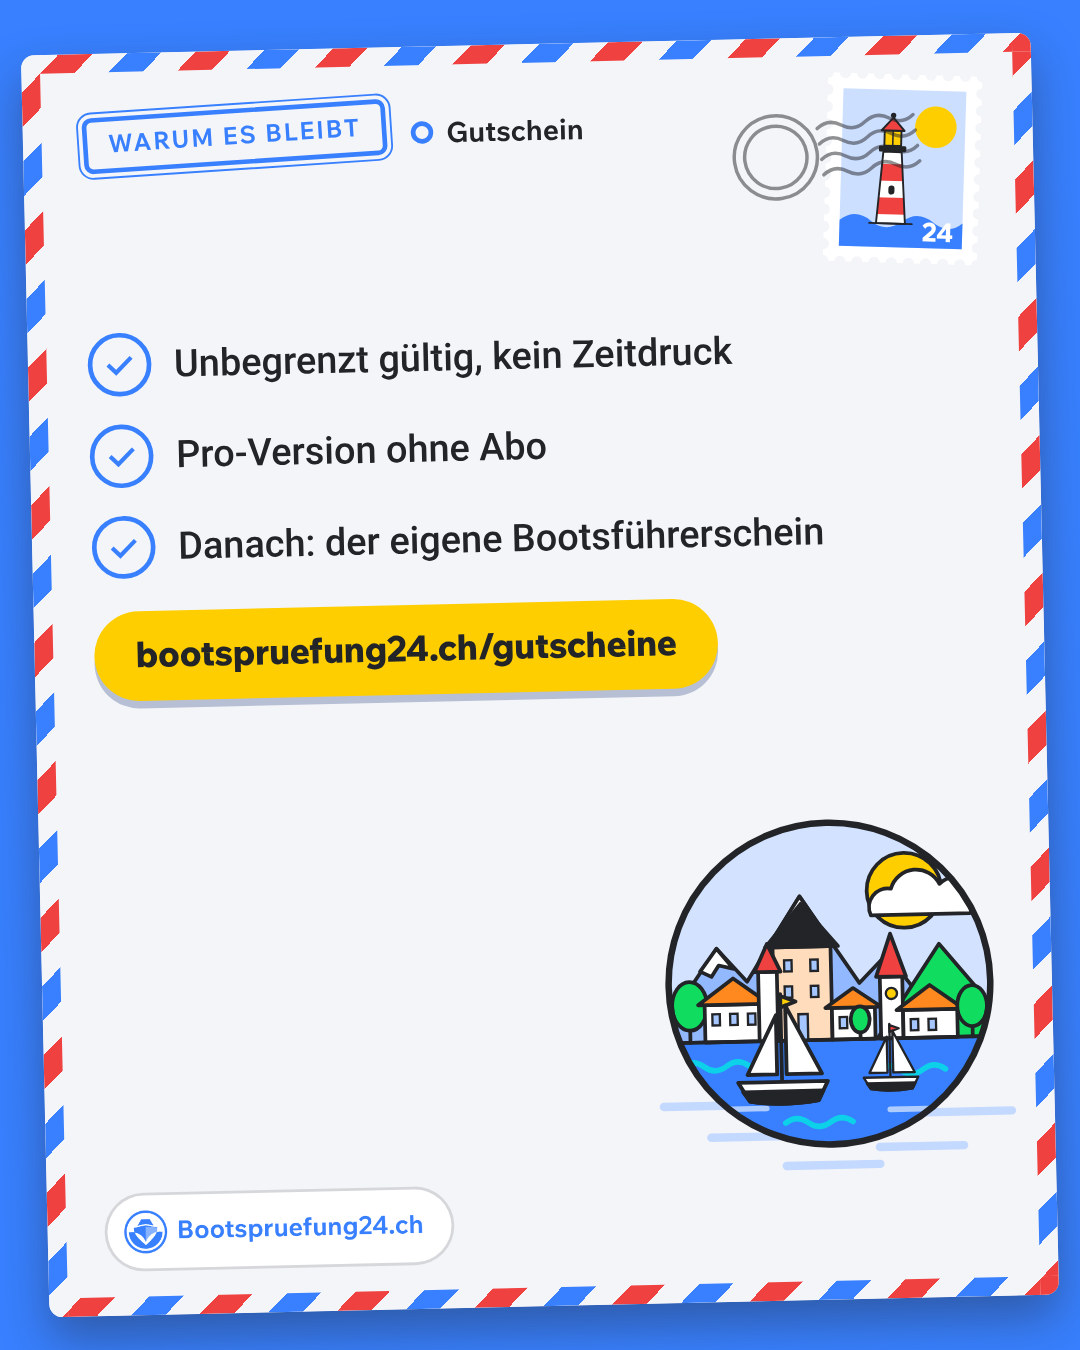 WARUM ES BLEIBT
Gutschein
24
Unbegrenzt gültig, kein Zeitdruck
Pro-Version ohne Abo
Danach: der eigene Bootsführerschein
bootspruefung24.ch/gutscheine
Bootspruefung24.ch